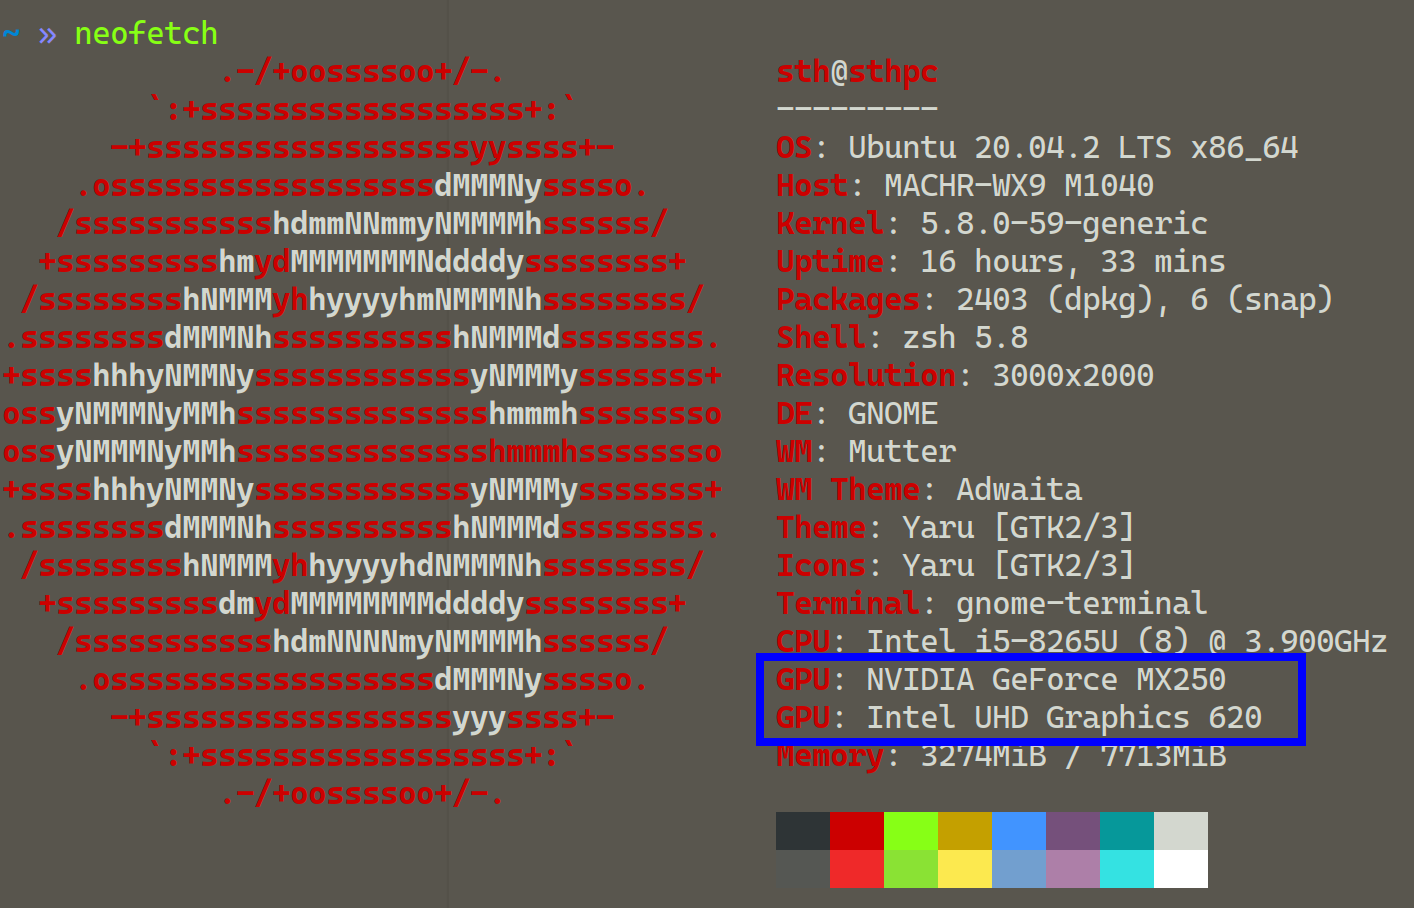 ~ » neofetch
.-/+oossssoo+/-.
`:+ssssssssssssssssss+:`
-+ssssssssssssssssssyyssss+-
.ossssssssssssssssssdMMMNysssso.
/ssssssssssshdmmNNmmyNMMMMhssssss/
+ssssssssshmydMMMMMMMNddddyssssssss+
/sssssssshNMMMyhhyyyyhmNMMMNhssssssss/
.ssssssssdMMMNhsssssssssshNMMMdssssssss.
+sssshhhyNMMNyssssssssssssyNMMMysssssss+
ossyNMMMNyMMhsssssssssssssshmmmhssssssso
ossyNMMMNyMMhsssssssssssssshmmmhssssssso
+sssshhhyNMMNyssssssssssssyNMMMysssssss+
.ssssssssdMMMNhsssssssssshNMMMdssssssss.
/sssssssshNMMMyhhyyyyhdNMMMNhssssssss/
+sssssssssdmydMMMMMMMMddddyssssssss+
/ssssssssssshdmNNNNmyNMMMMhssssss/
.ossssssssssssssssssdMMMNysssso.
-+sssssssssssssssssyyyssss+-
`:+ssssssssssssssssss+:`
.-/+oossssoo+/-.
sth@sthpc
---------
OS: Ubuntu 20.04.2 LTS x86_64
Host: MACHR-WX9 M1040
Kernel: 5.8.0-59-generic
Uptime: 16 hours, 33 mins
Packages: 2403 (dpkg), 6 (snap)
Shell: zsh 5.8
Resolution: 3000x2000
DE: GNOME
WM: Mutter
WM Theme: Adwaita
Theme: Yaru [GTK2/3]
Icons: Yaru [GTK2/3]
Terminal: gnome-terminal
CPU: Intel i5-8265U (8) @ 3.900GHz
GPU: NVIDIA GeForce MX250
GPU: Intel UHD Graphics 620
Memory: 3274MiB / 7713MiB